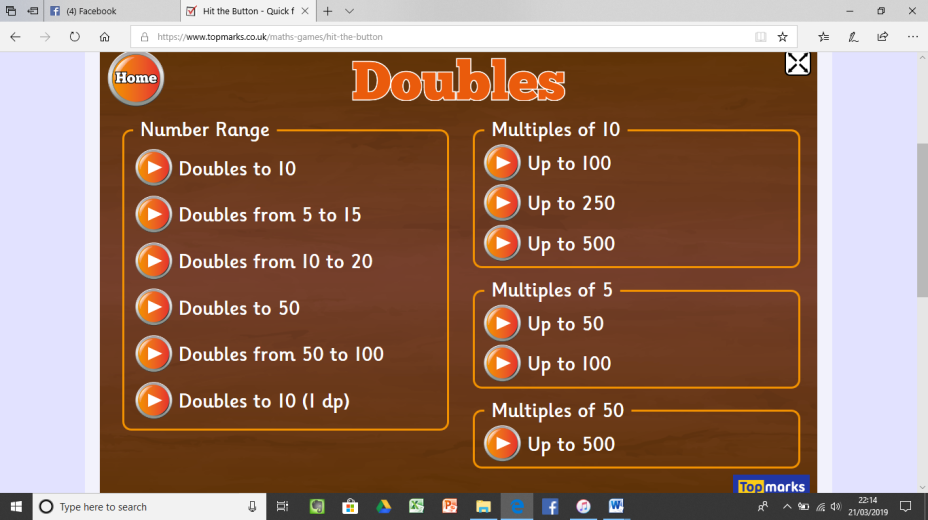 (4) Facebook
Hit the Button - Quick f
https://www.topmarks.co.uk/maths-games/hit-the-button
Home
Doubles
Number Range
Doubles to 10
Doubles from 5 to 15
Doubles from 10 to 20
Doubles to 50
Doubles from 50 to 100
Doubles to 10 (1 dp)
Multiples of 10
Up to 100
Up to 250
Up to 500
Multiples of 5
Up to 50
Up to 100
Multiples of 50
Up to 500
Topmarks
Type here to search
22:14
21/03/2019